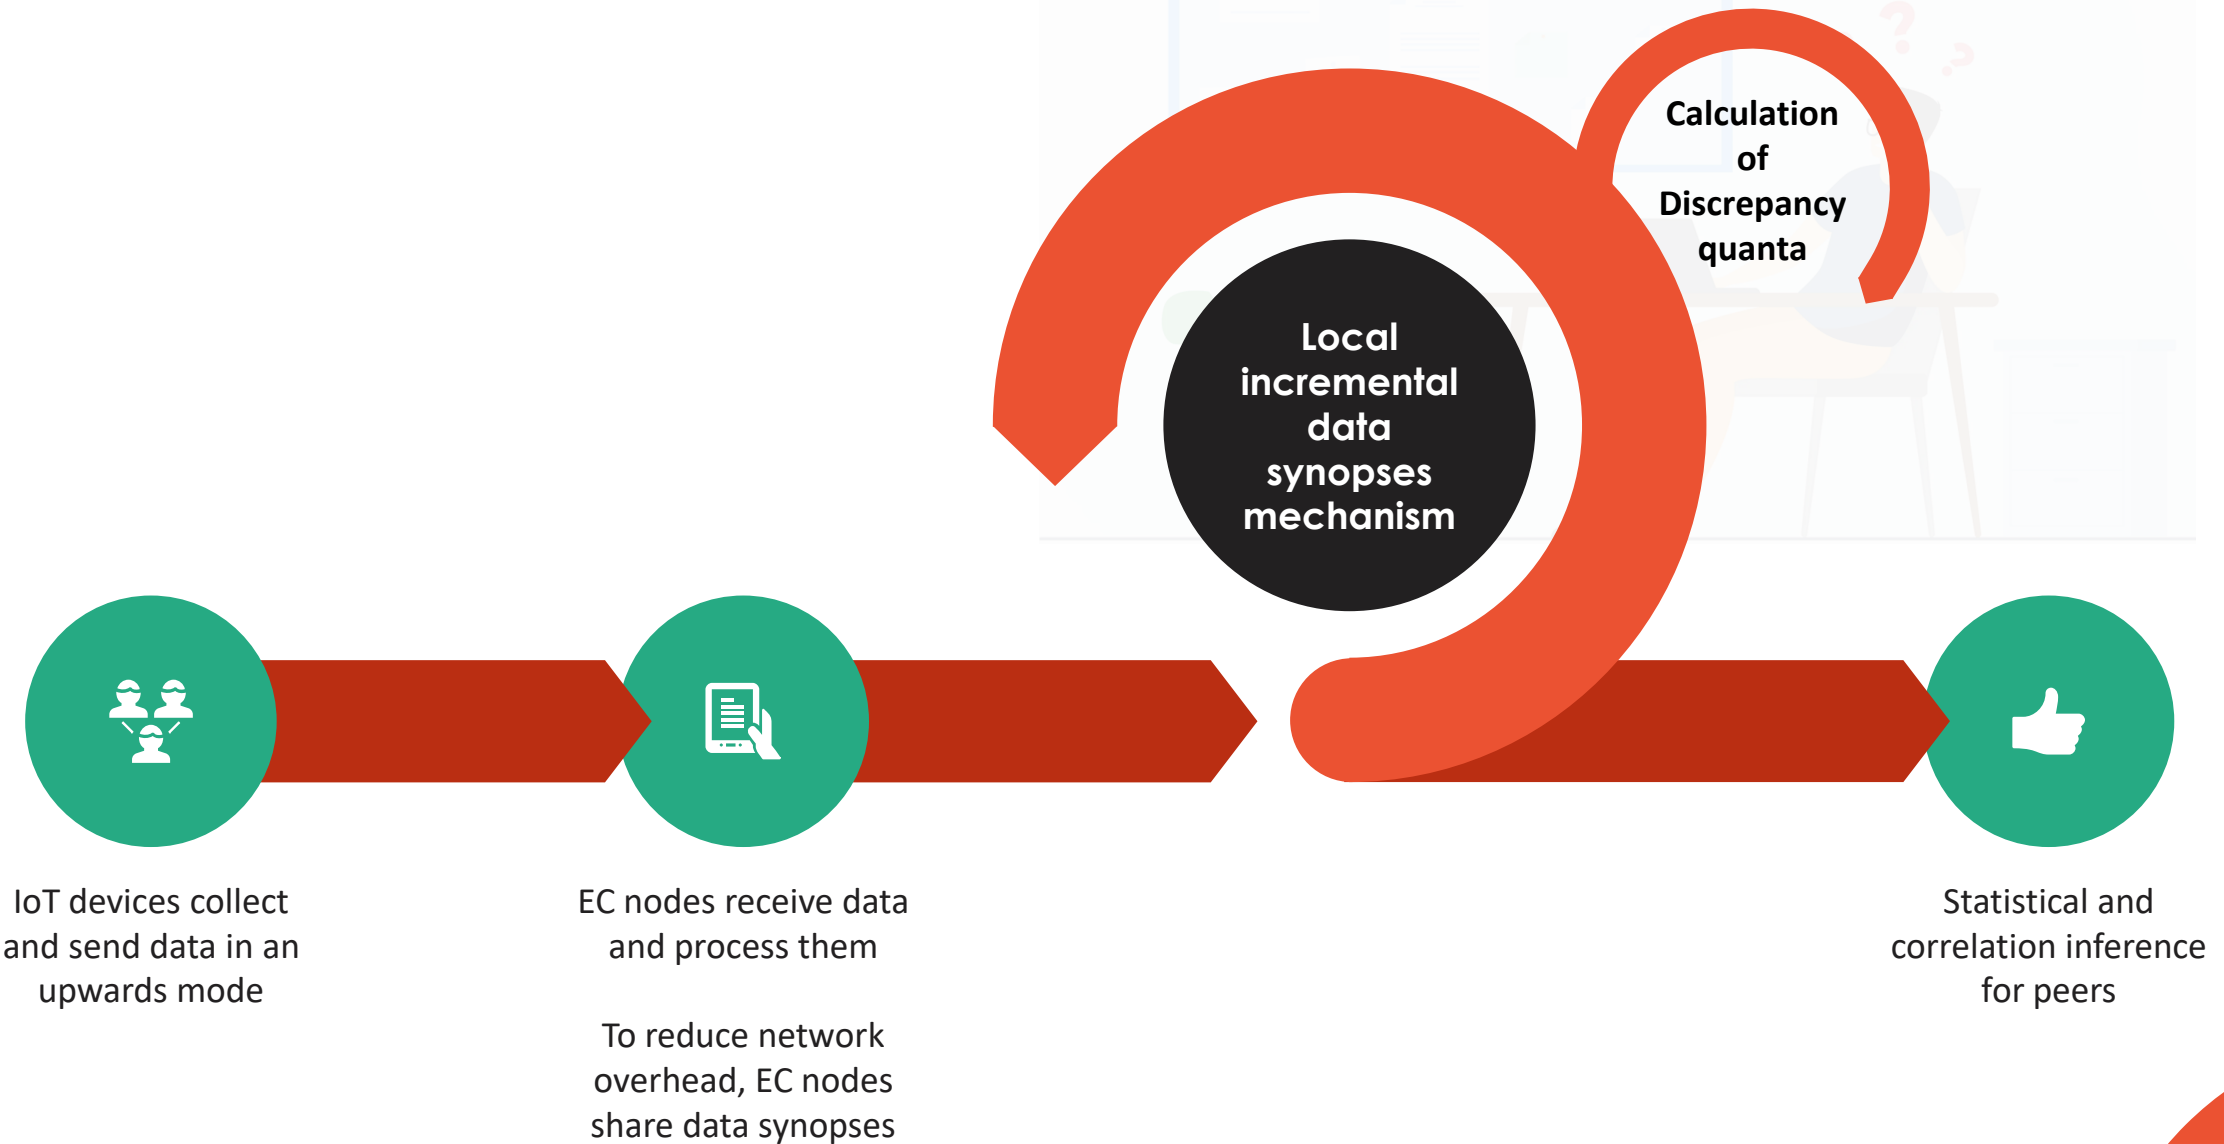 Calculation
of
Discrepancy
quanta
Local
incremental
data
synopses
mechanism
IoT devices collect
and send data in an
upwards mode
EC nodes receive data
and process them
To reduce network
overhead, EC nodes
share data synopses
Statistical and
correlation inference
for peers